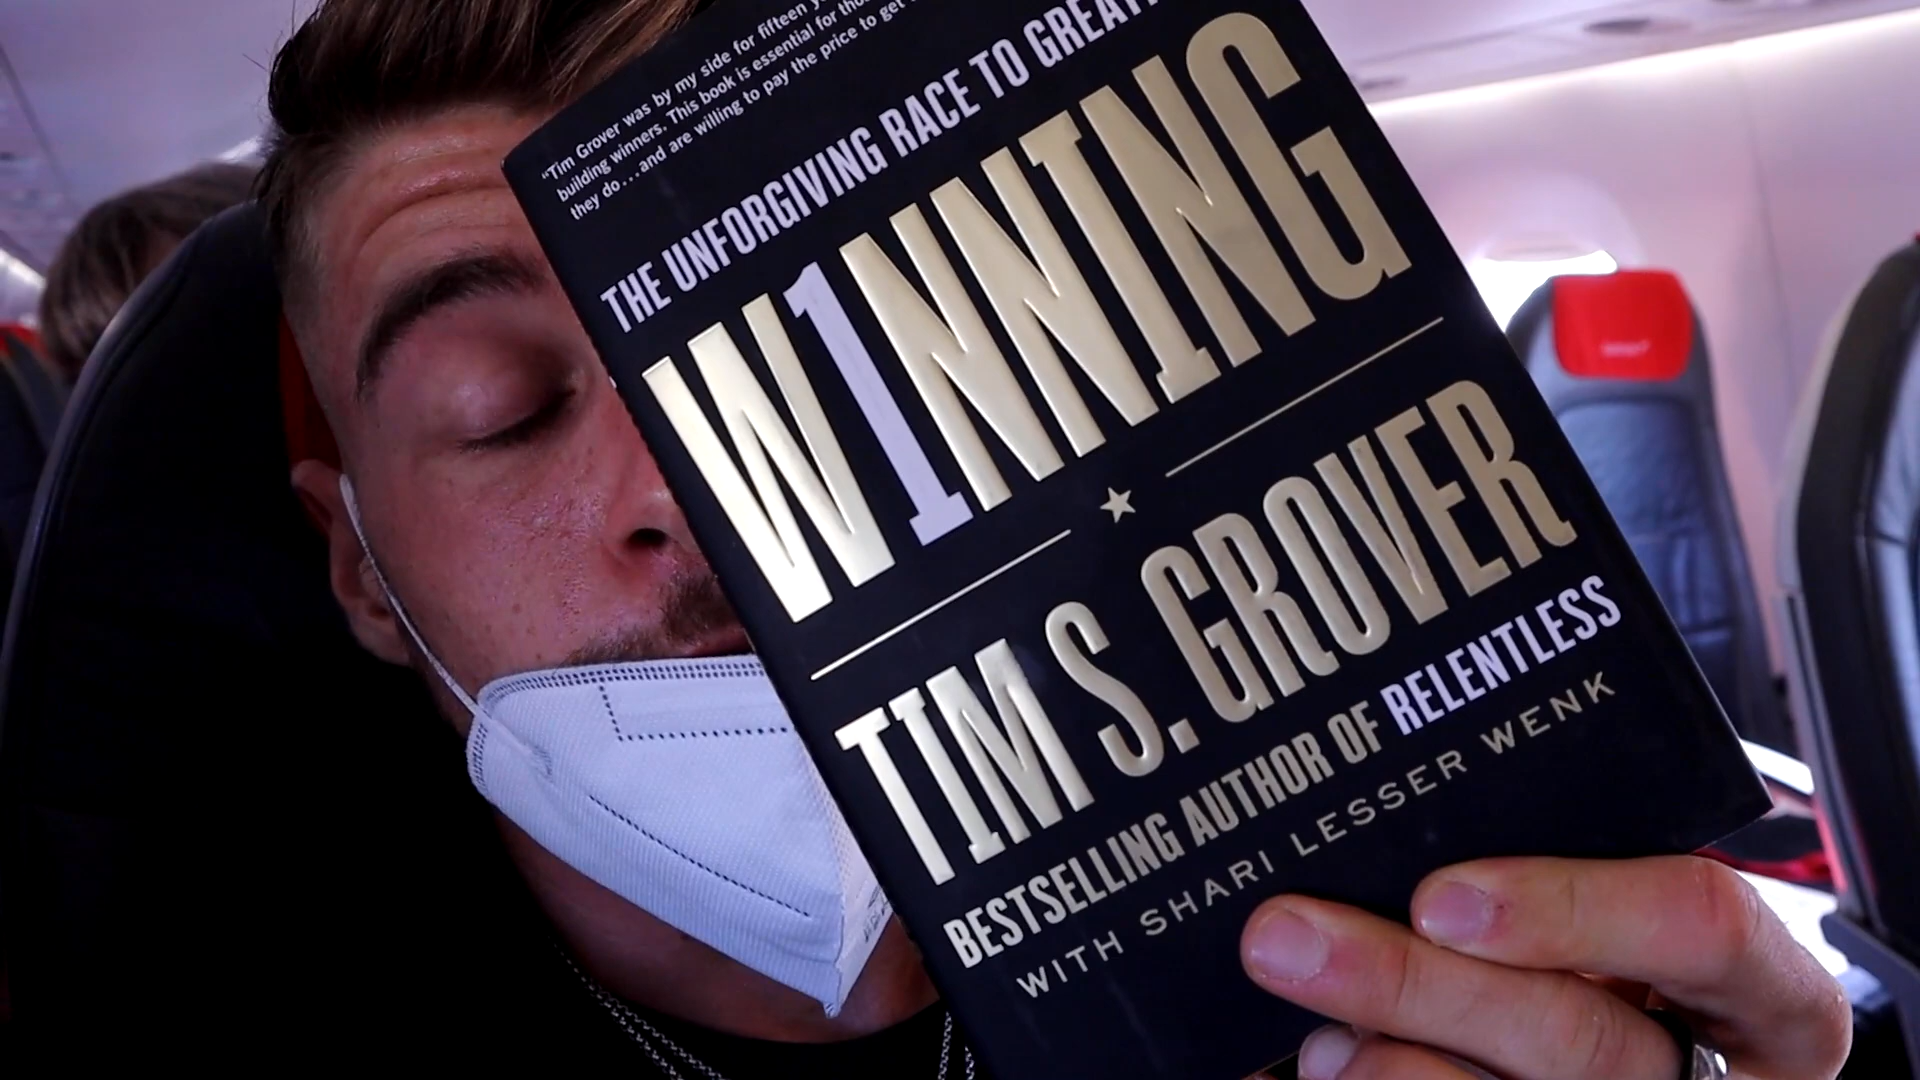 "Tim Grover was by my side for fifteen
building winners. This book is essential for
they do...and are willing to pay the price to get
THE UNFORGIVING RACE TO
W1NNING
TIM S. GROVER
BESTSELLING AUTHOR OF RELENTLESS
WITH SHARI LESSER WENK